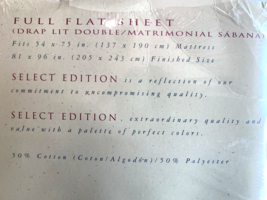 FULL FLAT SHEET
(DRAP LIT DOUBLE/MATRIMONIAL SÁBANA)
Fits 54 x 75 in. (137 x 190 cm) Mattress
81 x 96 in. (205 x 243 cm) Finished Size
SELECT EDITION is a reflection of our
commitment to uncompromising quality.
SELECT EDITION, extraordinary quality and
value with a palette of perfect colors.
50% Cotton (Coton/Algodón)/50% Polyester